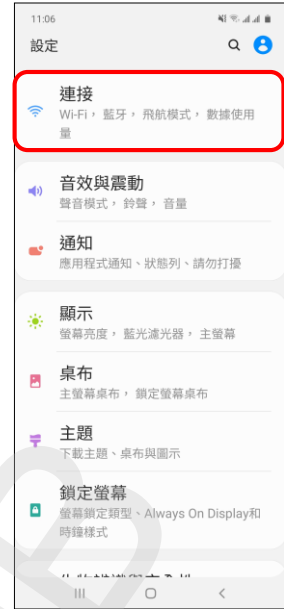 11:06
設定
連接
Wi-Fi， 藍牙， 飛航模式， 數據使用
量
音效與震動
聲音模式， 鈴聲， 音量
通知
應用程式通知、狀態列、請勿打擾
顯示
螢幕亮度， 藍光濾光器， 主螢幕
桌布
主螢幕桌布， 鎖定螢幕桌布
主題
下載主題、桌布與圖示
鎖定螢幕
螢幕鎖定類型、Always On Display和
時鐘樣式